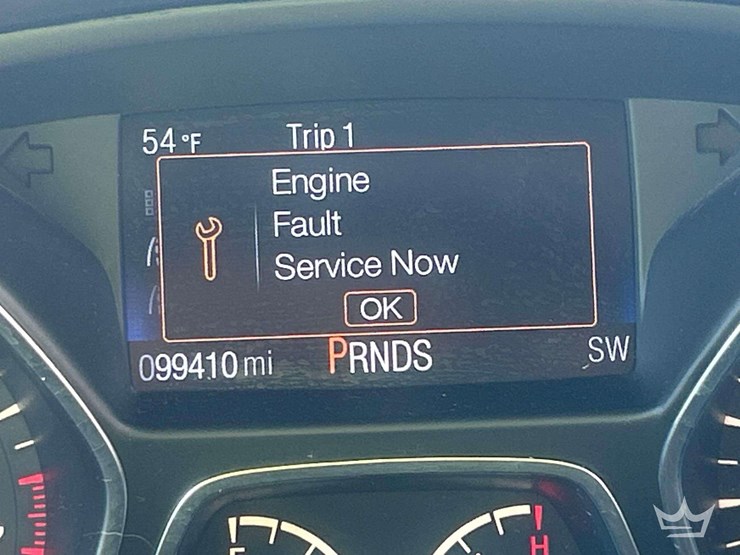 54 °F Trip 1
Engine
Fault
Service Now
OK
099410 mi PRNDS SW
F H